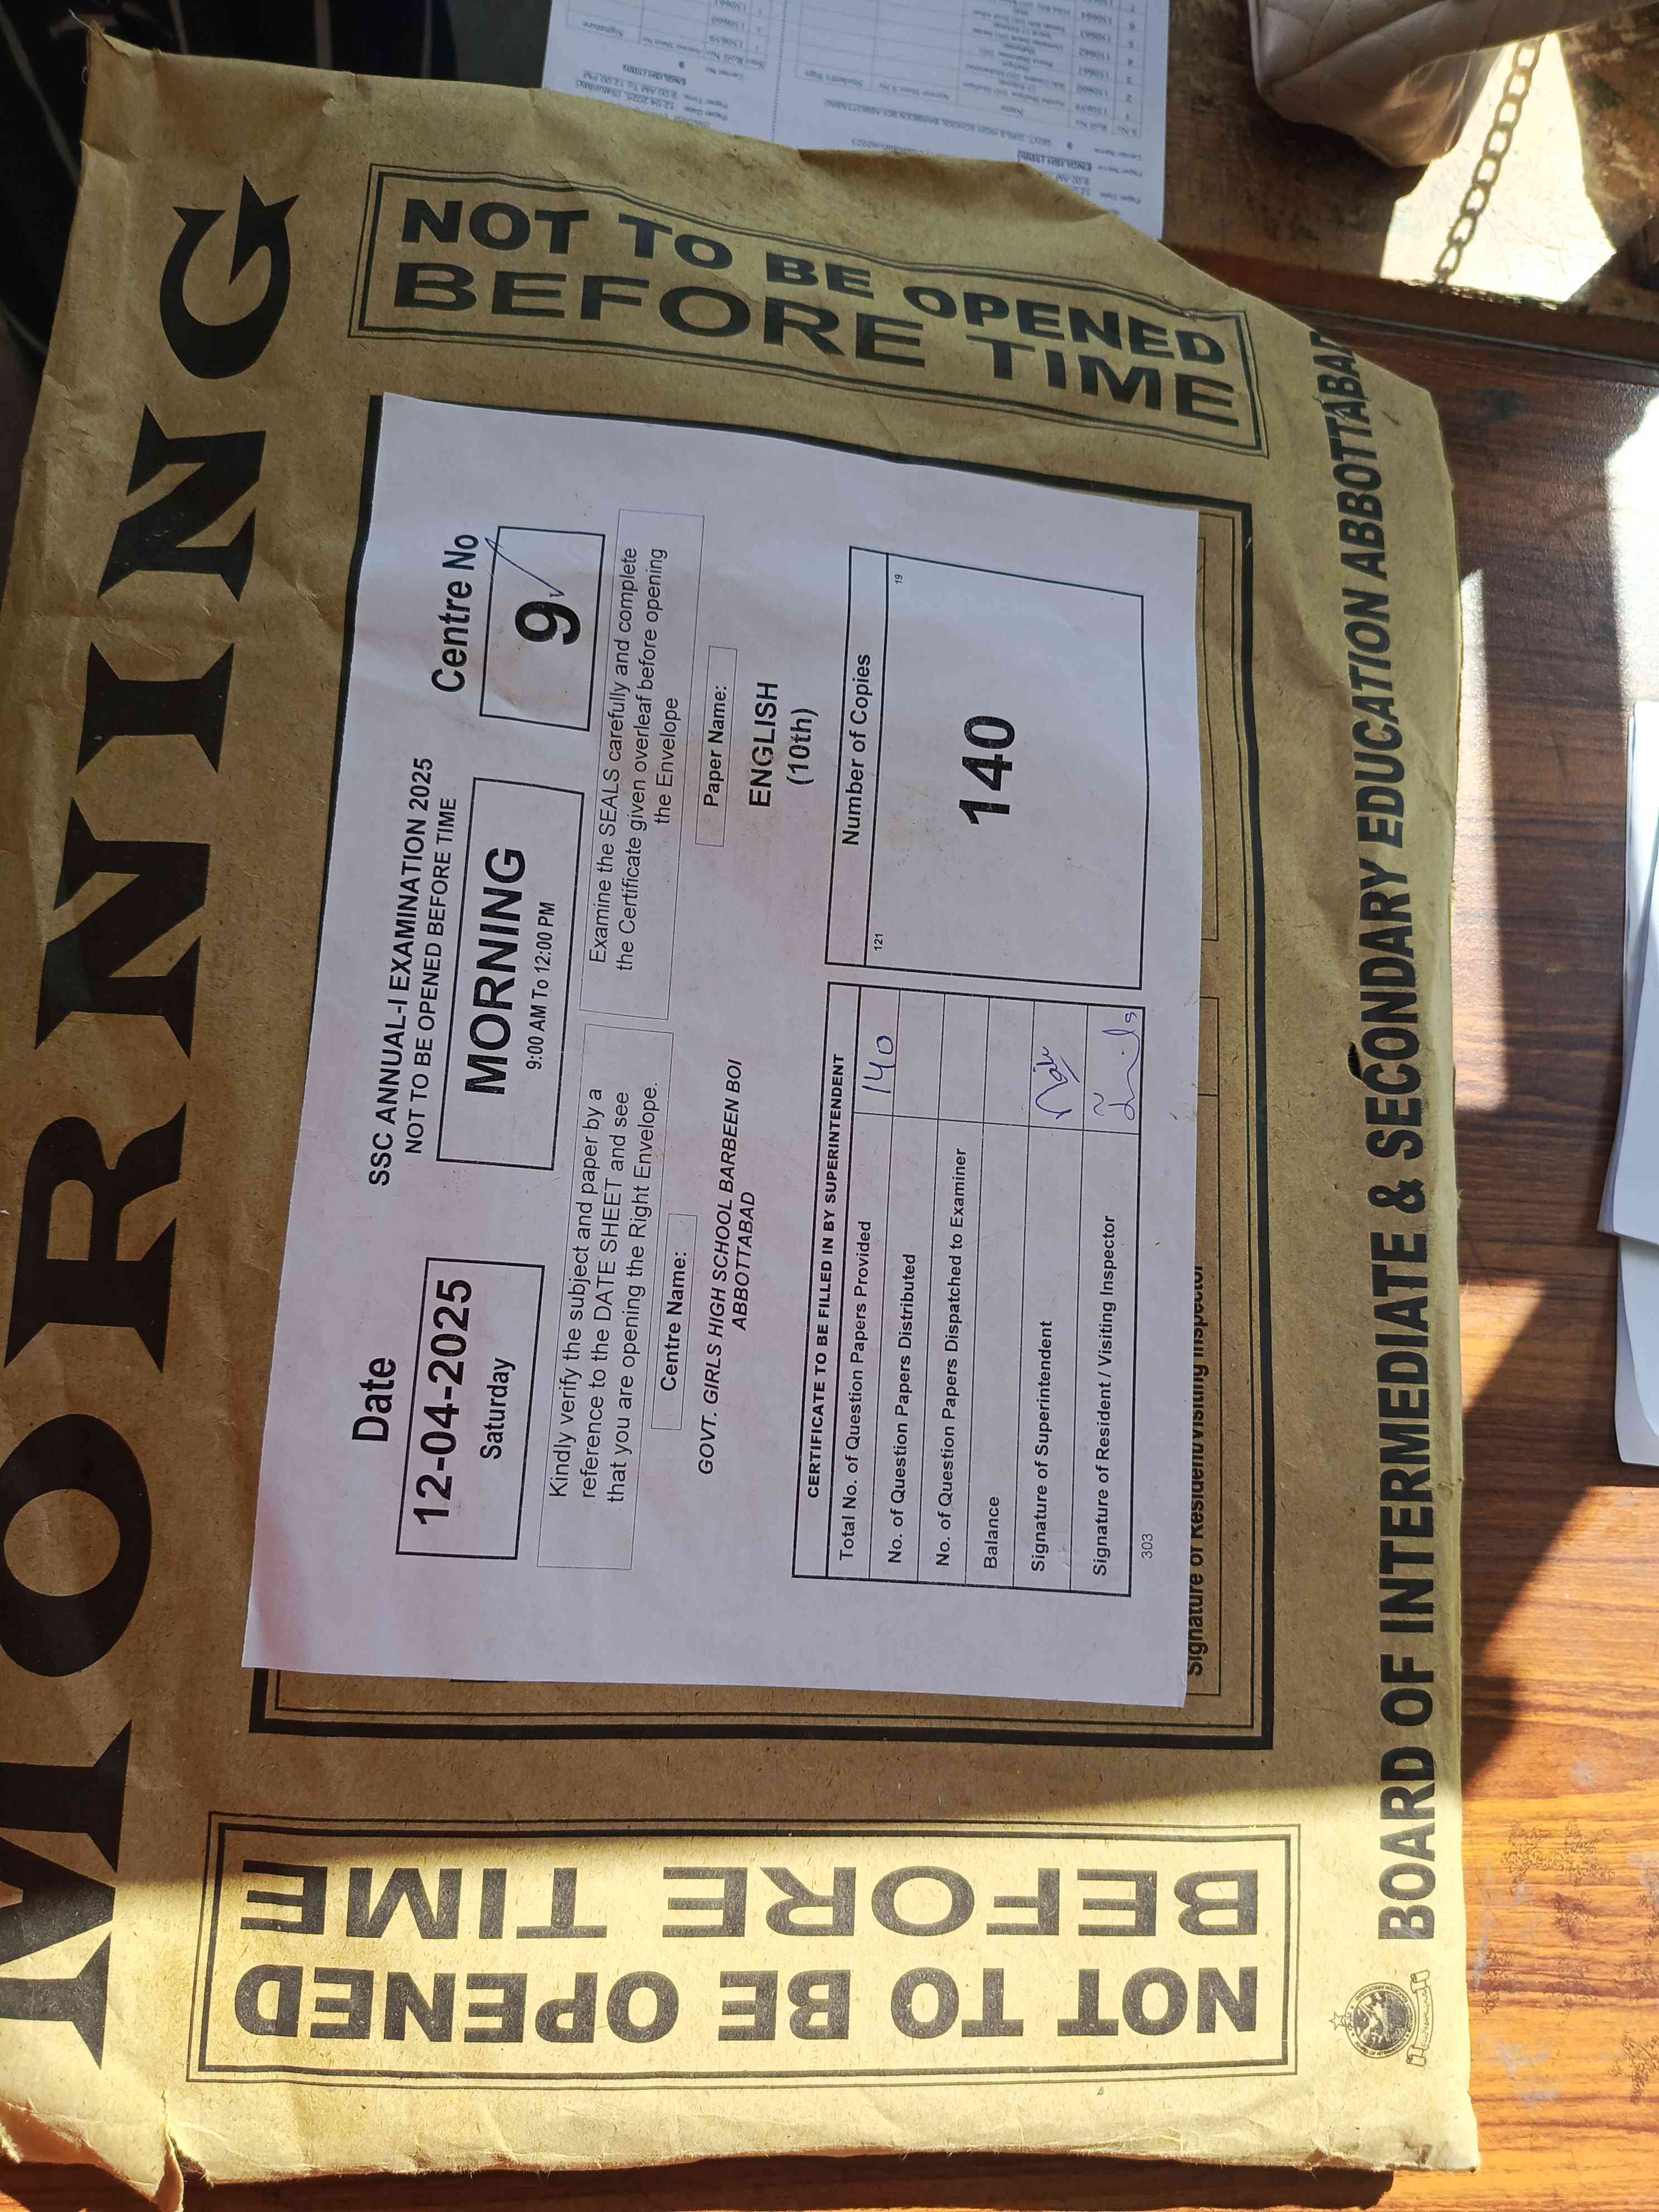 MORNING
NOT TO BE OPENED
BEFORE TIME
SSC ANNUAL-I EXAMINATION 2025
NOT TO BE OPENED BEFORE TIME
Date
12-04-2025
Saturday
MORNING
9:00 AM To 12:00 PM
Centre No
9
Kindly verify the subject and paper by a
reference to the DATE SHEET and see
that you are opening the Right Envelope.
Examine the SEALS carefully and complete
the Certificate given overleaf before opening
the Envelope
Centre Name:
GOVT. GIRLS HIGH SCHOOL BARBEEN BOI
ABBOTTABAD
Paper Name:
ENGLISH
(10th)
CERTIFICATE TO BE FILLED IN BY SUPERINTENDENT
Total No. of Question Papers Provided 140
No. of Question Papers Distributed
No. of Question Papers Dispatched to Examiner
Balance
Signature of Superintendent
Signature of Resident / Visiting Inspector
303
Number of Copies
121 19
140
Signature of Resident/Visiting Inspector
NOT TO BE OPENED
BEFORE TIME
BOARD OF INTERMEDIATE & SECONDARY EDUCATION ABBOTTABAD